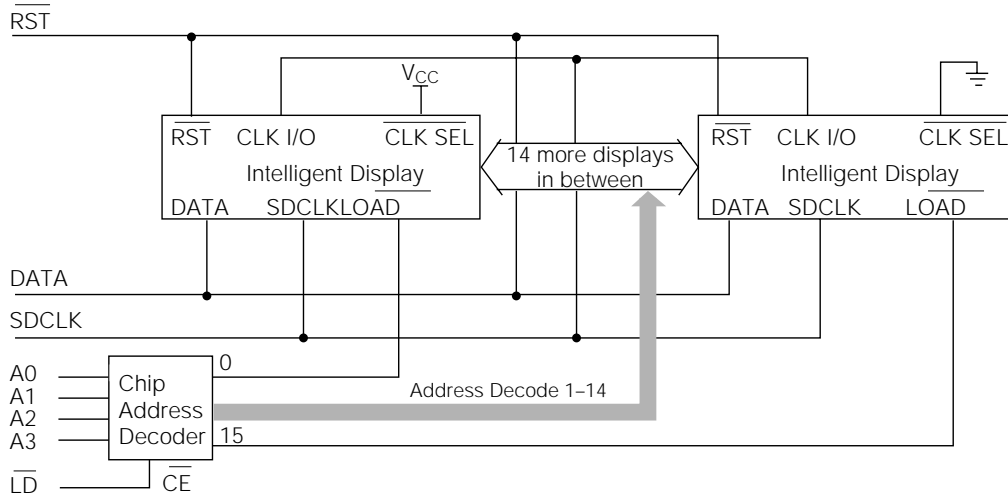 RST
VCC
RST CLK I/O CLK SEL
Intelligent Display
DATA SDCLKLOAD
14 more displays
in between
RST CLK I/O CLK SEL
Intelligent Display
DATA SDCLK LOAD
DATA
SDCLK
A0
A1
A2
A3
LD
Chip
Address
Decoder
0
15
CE
Address Decode 1–14